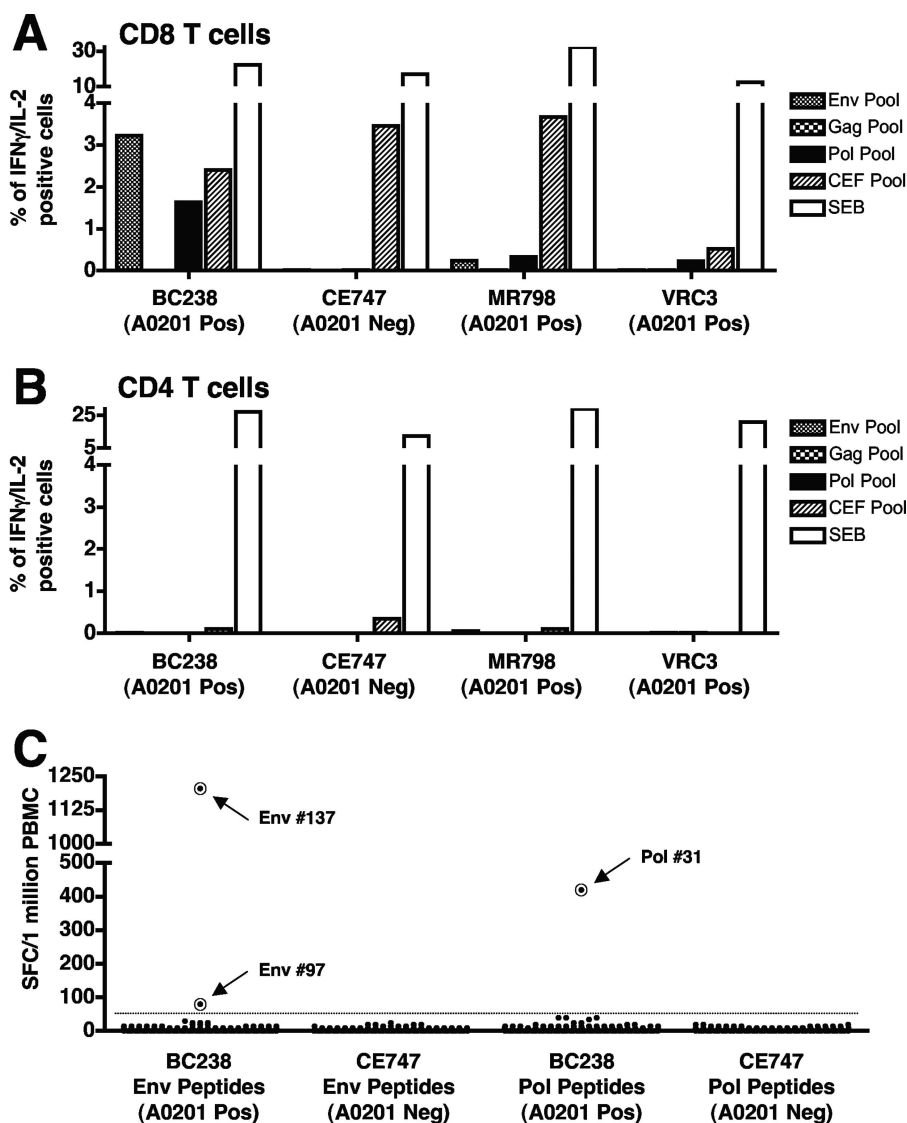 A
CD8 T cells
% of IFNγ/IL-2
positive cells
30
10
4
3
2
1
0
Env Pool
Gag Pool
Pol Pool
CEF Pool
SEB
BC238 CE747 MR798 VRC3
(A0201 Pos) (A0201 Neg) (A0201 Pos) (A0201 Pos)
B
CD4 T cells
% of IFNγ/IL-2
positive cells
25
5
4
3
2
1
0
Env Pool
Gag Pool
Pol Pool
CEF Pool
SEB
BC238 CE747 MR798 VRC3
(A0201 Pos) (A0201 Neg) (A0201 Pos) (A0201 Pos)
C
SFC/1 million PBMC
1250
1125
1000
500
400
300
200
100
0
Env #137
Pol #31
Env #97
BC238 CE747 BC238 CE747
Env Peptides Env Peptides Pol Peptides Pol Peptides
(A0201 Pos) (A0201 Neg) (A0201 Pos) (A0201 Neg)